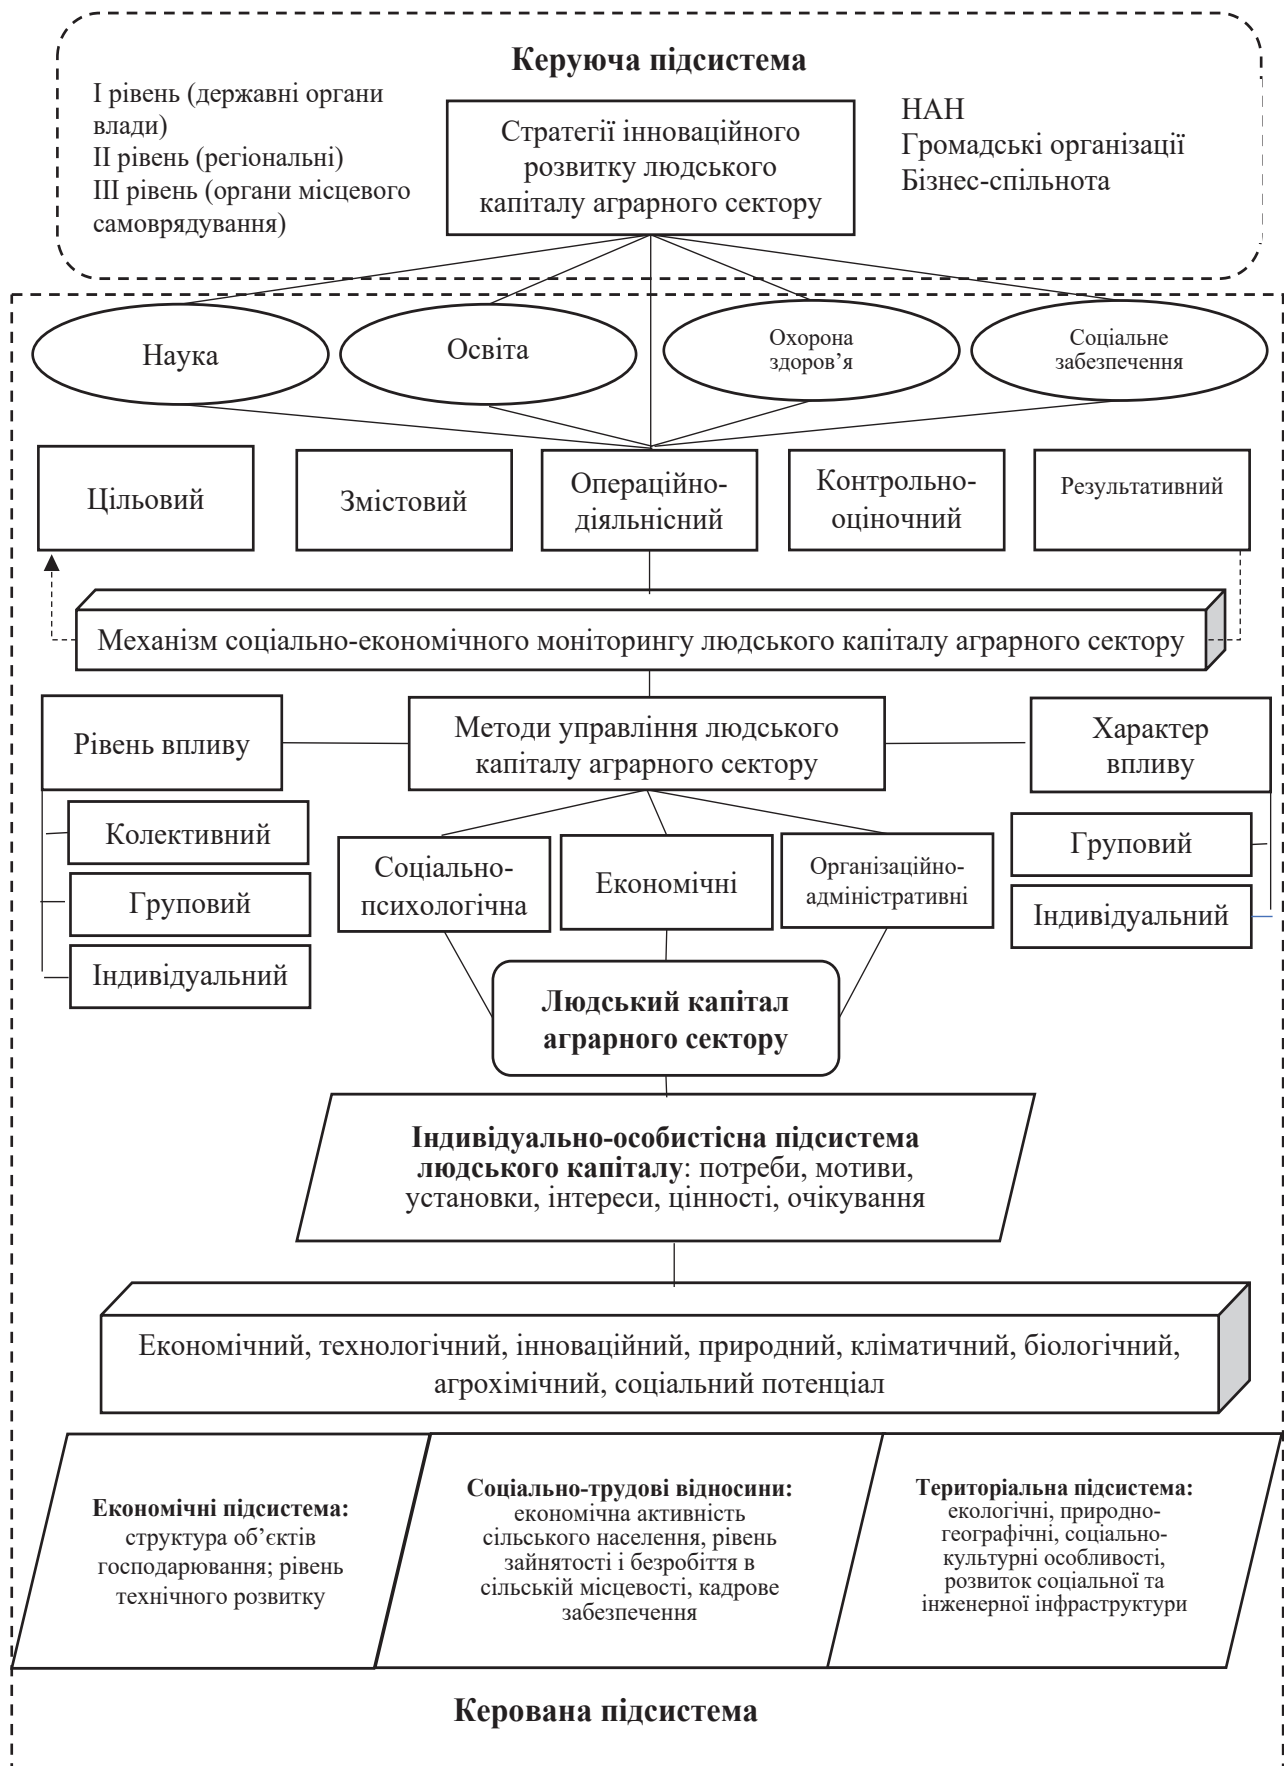 Керуюча підсистема
І рівень (державні органи
влади)
ІІ рівень (регіональні)
ІІІ рівень (органи місцевого
самоврядування)
Стратегії інноваційного
розвитку людського
капіталу аграрного сектору
НАН
Громадські організації
Бізнес-спільнота
Наука
Освіта
Охорона
здоров’я
Соціальне
забезпечення
Цільовий
Змістовий
Операційно-
діяльнісний
Контрольно-
оціночний
Результативний
Механізм соціально-економічного моніторингу людського капіталу аграрного сектору
Рівень впливу
Методи управління людського
капіталу аграрного сектору
Характер
впливу
Колективний
Груповий
Індивідуальний
Соціально-
психологічна
Економічні
Організаційно-
адміністративні
Груповий
Індивідуальний
Людський капітал
аграрного сектору
Індивідуально-особистісна підсистема
людського капіталу: потреби, мотиви,
установки, інтереси, цінності, очікування
Економічний, технологічний, інноваційний, природний, кліматичний, біологічний,
агрохімічний, соціальний потенціал
Економічні підсистема:
структура об’єктів
господарювання; рівень
технічного розвитку
Соціально-трудові відносини:
економічна активність
сільського населення, рівень
зайнятості і безробіття в
сільській місцевості, кадрове
забезпечення
Територіальна підсистема:
екологічні, природно-
географічні, соціально-
культурні особливості,
розвиток соціальної та
інженерної інфраструктури
Керована підсистема